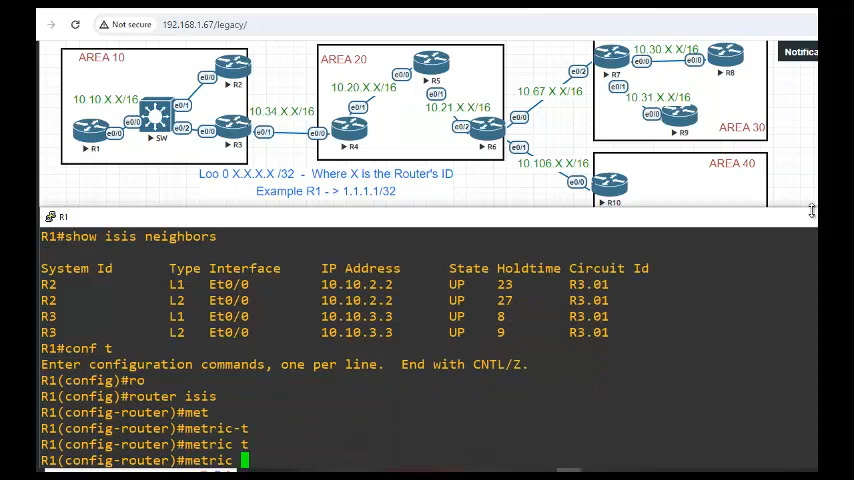 Not secure 192.168.1.67/legacy/
AREA 10
R2
e0/0
10.10.X X/16
e0/1
e0/2
e0/0
R1
e0/0
SW
R3
10.34.X X/16
e0/1
AREA 20
R5
e0/0
10.20.X X/16
e0/1
e0/1
10.21.X X/16
e0/2
e0/0
R4
R6
e0/2
10.67.X X/16
e0/0
e0/1
10.106.X X/16
e0/0
R10
10.30.X X/16
R7
e0/0
e0/0
R8
e0/1
10.31.X X/16
e0/0
R9
AREA 30
AREA 40
Notifica
Loo 0 X.X.X.X /32 - Where X is the Router's ID
Example R1 - > 1.1.1.1/32
R1
R1#show isis neighbors
System Id Type Interface IP Address State Holdtime Circuit Id
R2 L1 Et0/0 10.10.2.2 UP 23 R3.01
R2 L2 Et0/0 10.10.2.2 UP 27 R3.01
R3 L1 Et0/0 10.10.3.3 UP 8 R3.01
R3 L2 Et0/0 10.10.3.3 UP 9 R3.01
R1#conf t
Enter configuration commands, one per line. End with CNTL/Z.
R1(config)#ro
R1(config)#router isis
R1(config-router)#met
R1(config-router)#metric-t
R1(config-router)#metric t
R1(config-router)#metric